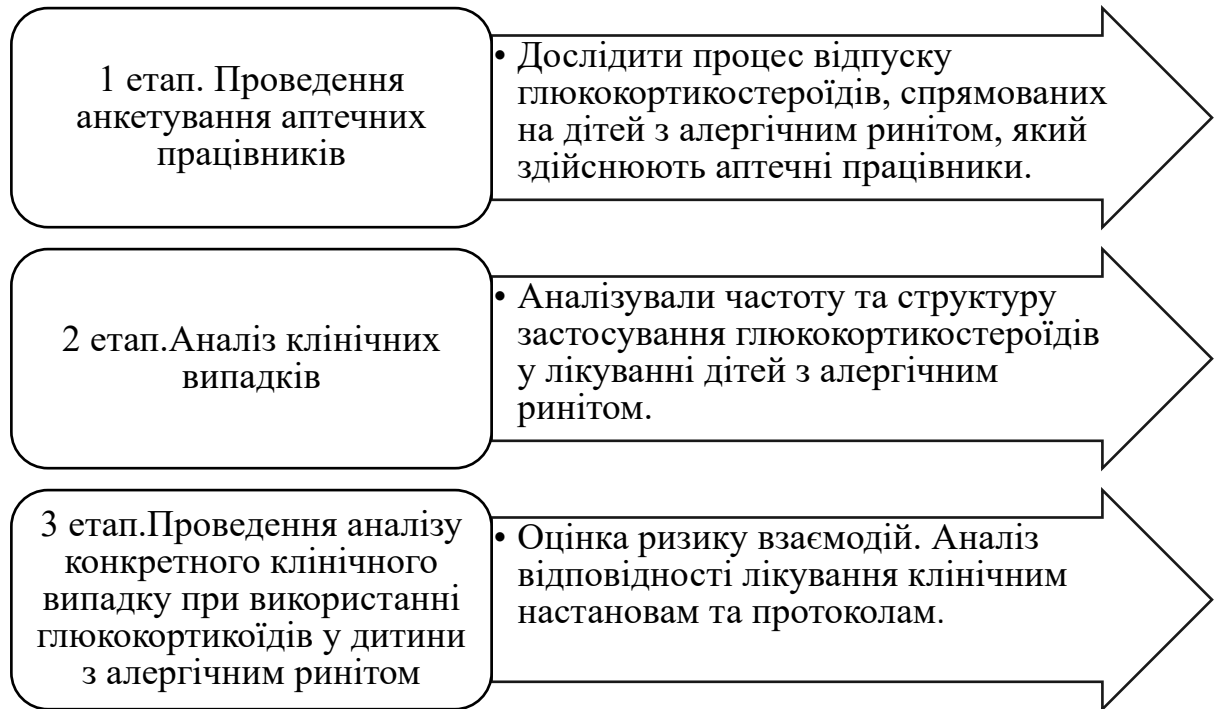 1 етап. Проведення
анкетування аптечних
працівників
• Дослідити процес відпуску
глюкокортикостероїдів, спрямованих
на дітей з алергічним ринітом, який
здійснюють аптечні працівники.
2 етап.Аналіз клінічних
випадків
• Аналізували частоту та структуру
застосування глюкокортикостероїдів
у лікуванні дітей з алергічним
ринітом.
3 етап.Проведення аналізу
конкретного клінічного
випадку при використанні
глюкокортикоїдів у дитини
з алергічним ринітом
• Оцінка ризику взаємодій. Аналіз
відповідності лікування клінічним
настановам та протоколам.